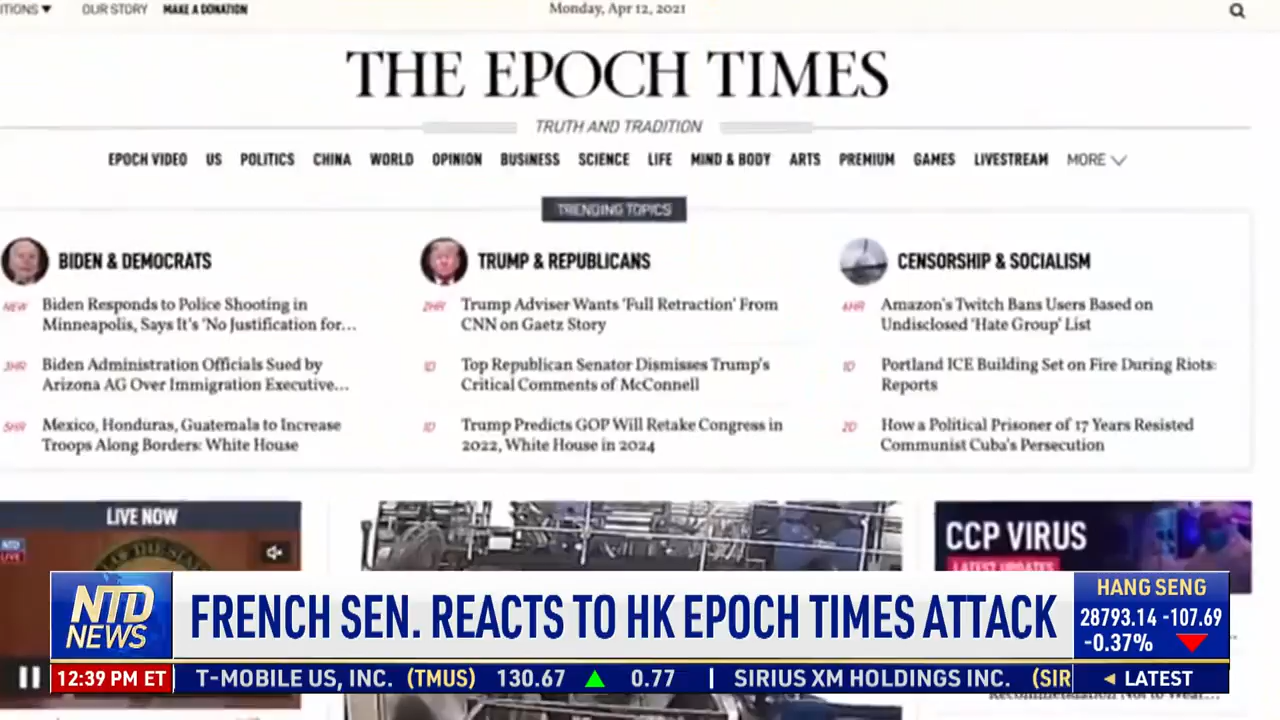 ITIONS OUR STORY MAKE A DONATION Monday, Apr 12, 2021
THE EPOCH TIMES
TRUTH AND TRADITION
EPOCH VIDEO US POLITICS CHINA WORLD OPINION BUSINESS SCIENCE LIFE MIND & BODY ARTS PREMIUM GAMES LIVESTREAM MORE
TRENDING TOPICS
BIDEN & DEMOCRATS
NEW Biden Responds to Police Shooting in
Minneapolis, Says It's 'No Justification for...
3HR Biden Administration Officials Sued by
Arizona AG Over Immigration Executive...
5HR Mexico, Honduras, Guatemala to Increase
Troops Along Borders: White House
TRUMP & REPUBLICANS
2HR Trump Adviser Wants 'Full Retraction' From
CNN on Gaetz Story
1D Top Republican Senator Dismisses Trump's
Critical Comments of McConnell
1D Trump Predicts GOP Will Retake Congress in
2022, White House in 2024
CENSORSHIP & SOCIALISM
4HR Amazon's Twitch Bans Users Based on
Undisclosed 'Hate Group' List
1D Portland ICE Building Set on Fire During Riots:
Reports
2D How a Political Prisoner of 17 Years Resisted
Communist Cuba's Persecution
LIVE NOW
NTD
LIVE
CCP VIRUS
LATEST UPDATES
NTD
NEWS
FRENCH SEN. REACTS TO HK EPOCH TIMES ATTACK
HANG SENG
28793.14 -107.69
-0.37%
12:39 PM ET T-MOBILE US, INC. (TMUS) 130.67 0.77 | SIRIUS XM HOLDINGS INC. (SIR
LATEST